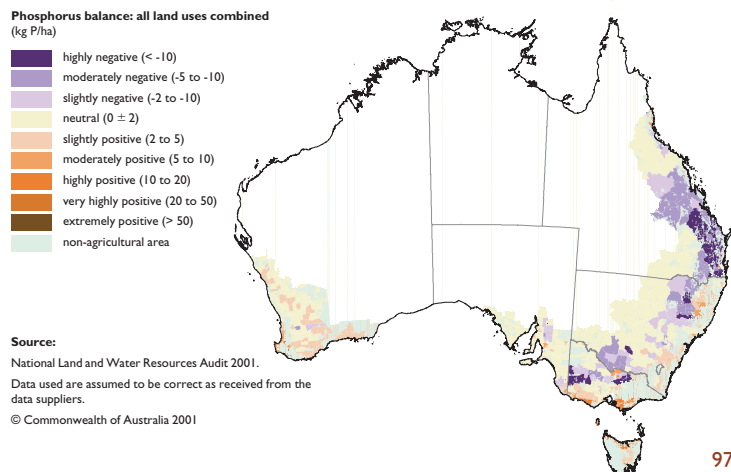 Phosphorus balance: all land uses combined
(kg P/ha)
highly negative (< -10)
moderately negative (-5 to -10)
slightly negative (-2 to -10)
neutral (0 ± 2)
slightly positive (2 to 5)
moderately positive (5 to 10)
highly positive (10 to 20)
very highly positive (20 to 50)
extremely positive (> 50)
non-agricultural area
Source:
National Land and Water Resources Audit 2001.
Data used are assumed to be correct as received from the
data suppliers.
© Commonwealth of Australia 2001
97